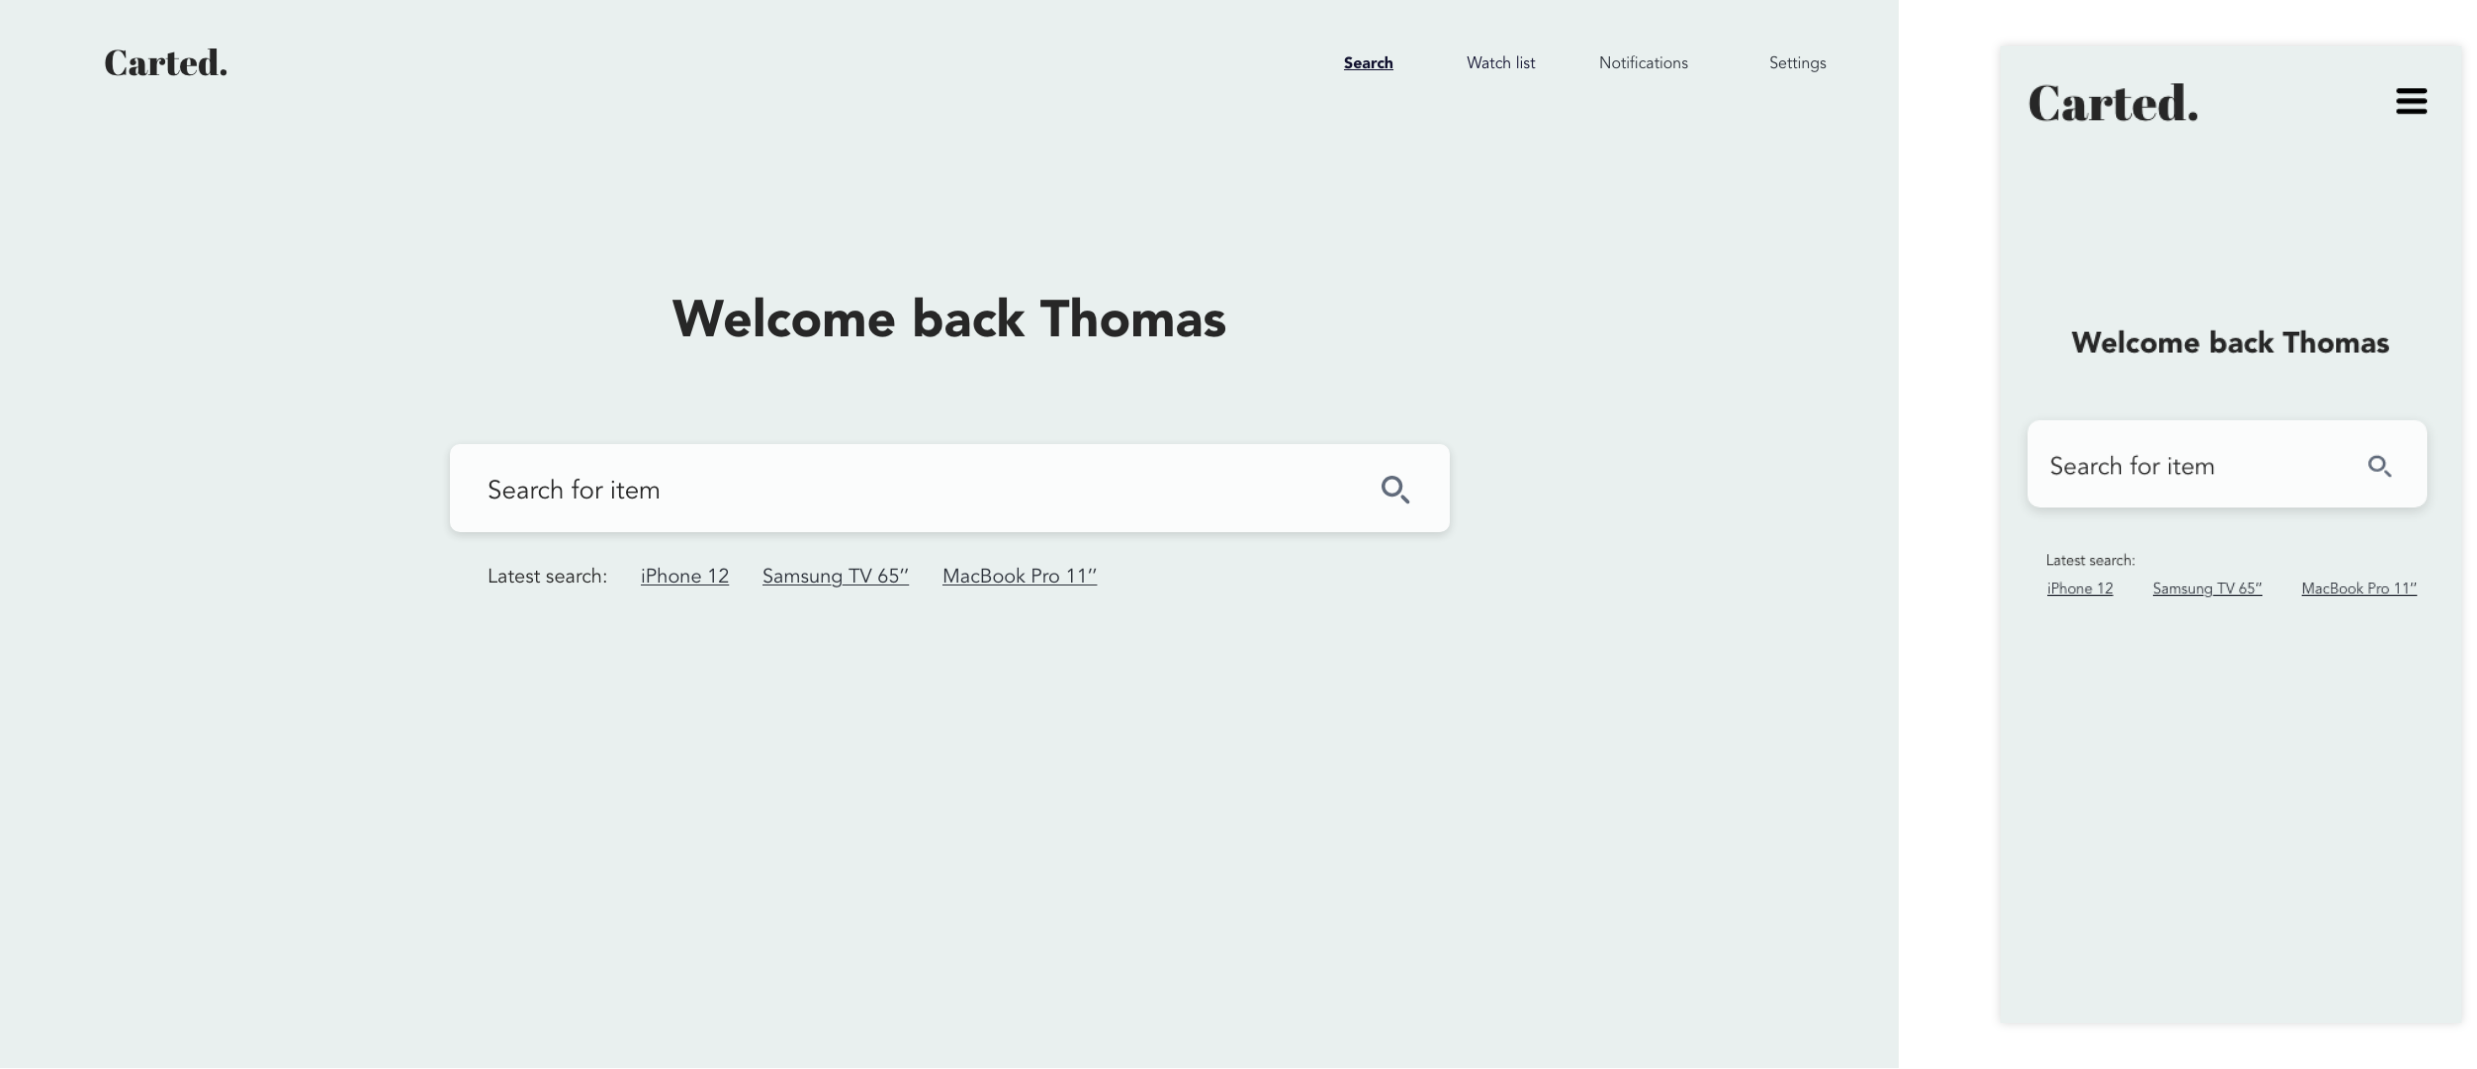 Carted.
Search Watch list Notifications Settings
Welcome back Thomas
Search for item
Latest search: iPhone 12 Samsung TV 65’’ MacBook Pro 11’’
Carted.
Welcome back Thomas
Search for item
Latest search:
iPhone 12 Samsung TV 65’’ MacBook Pro 11’’